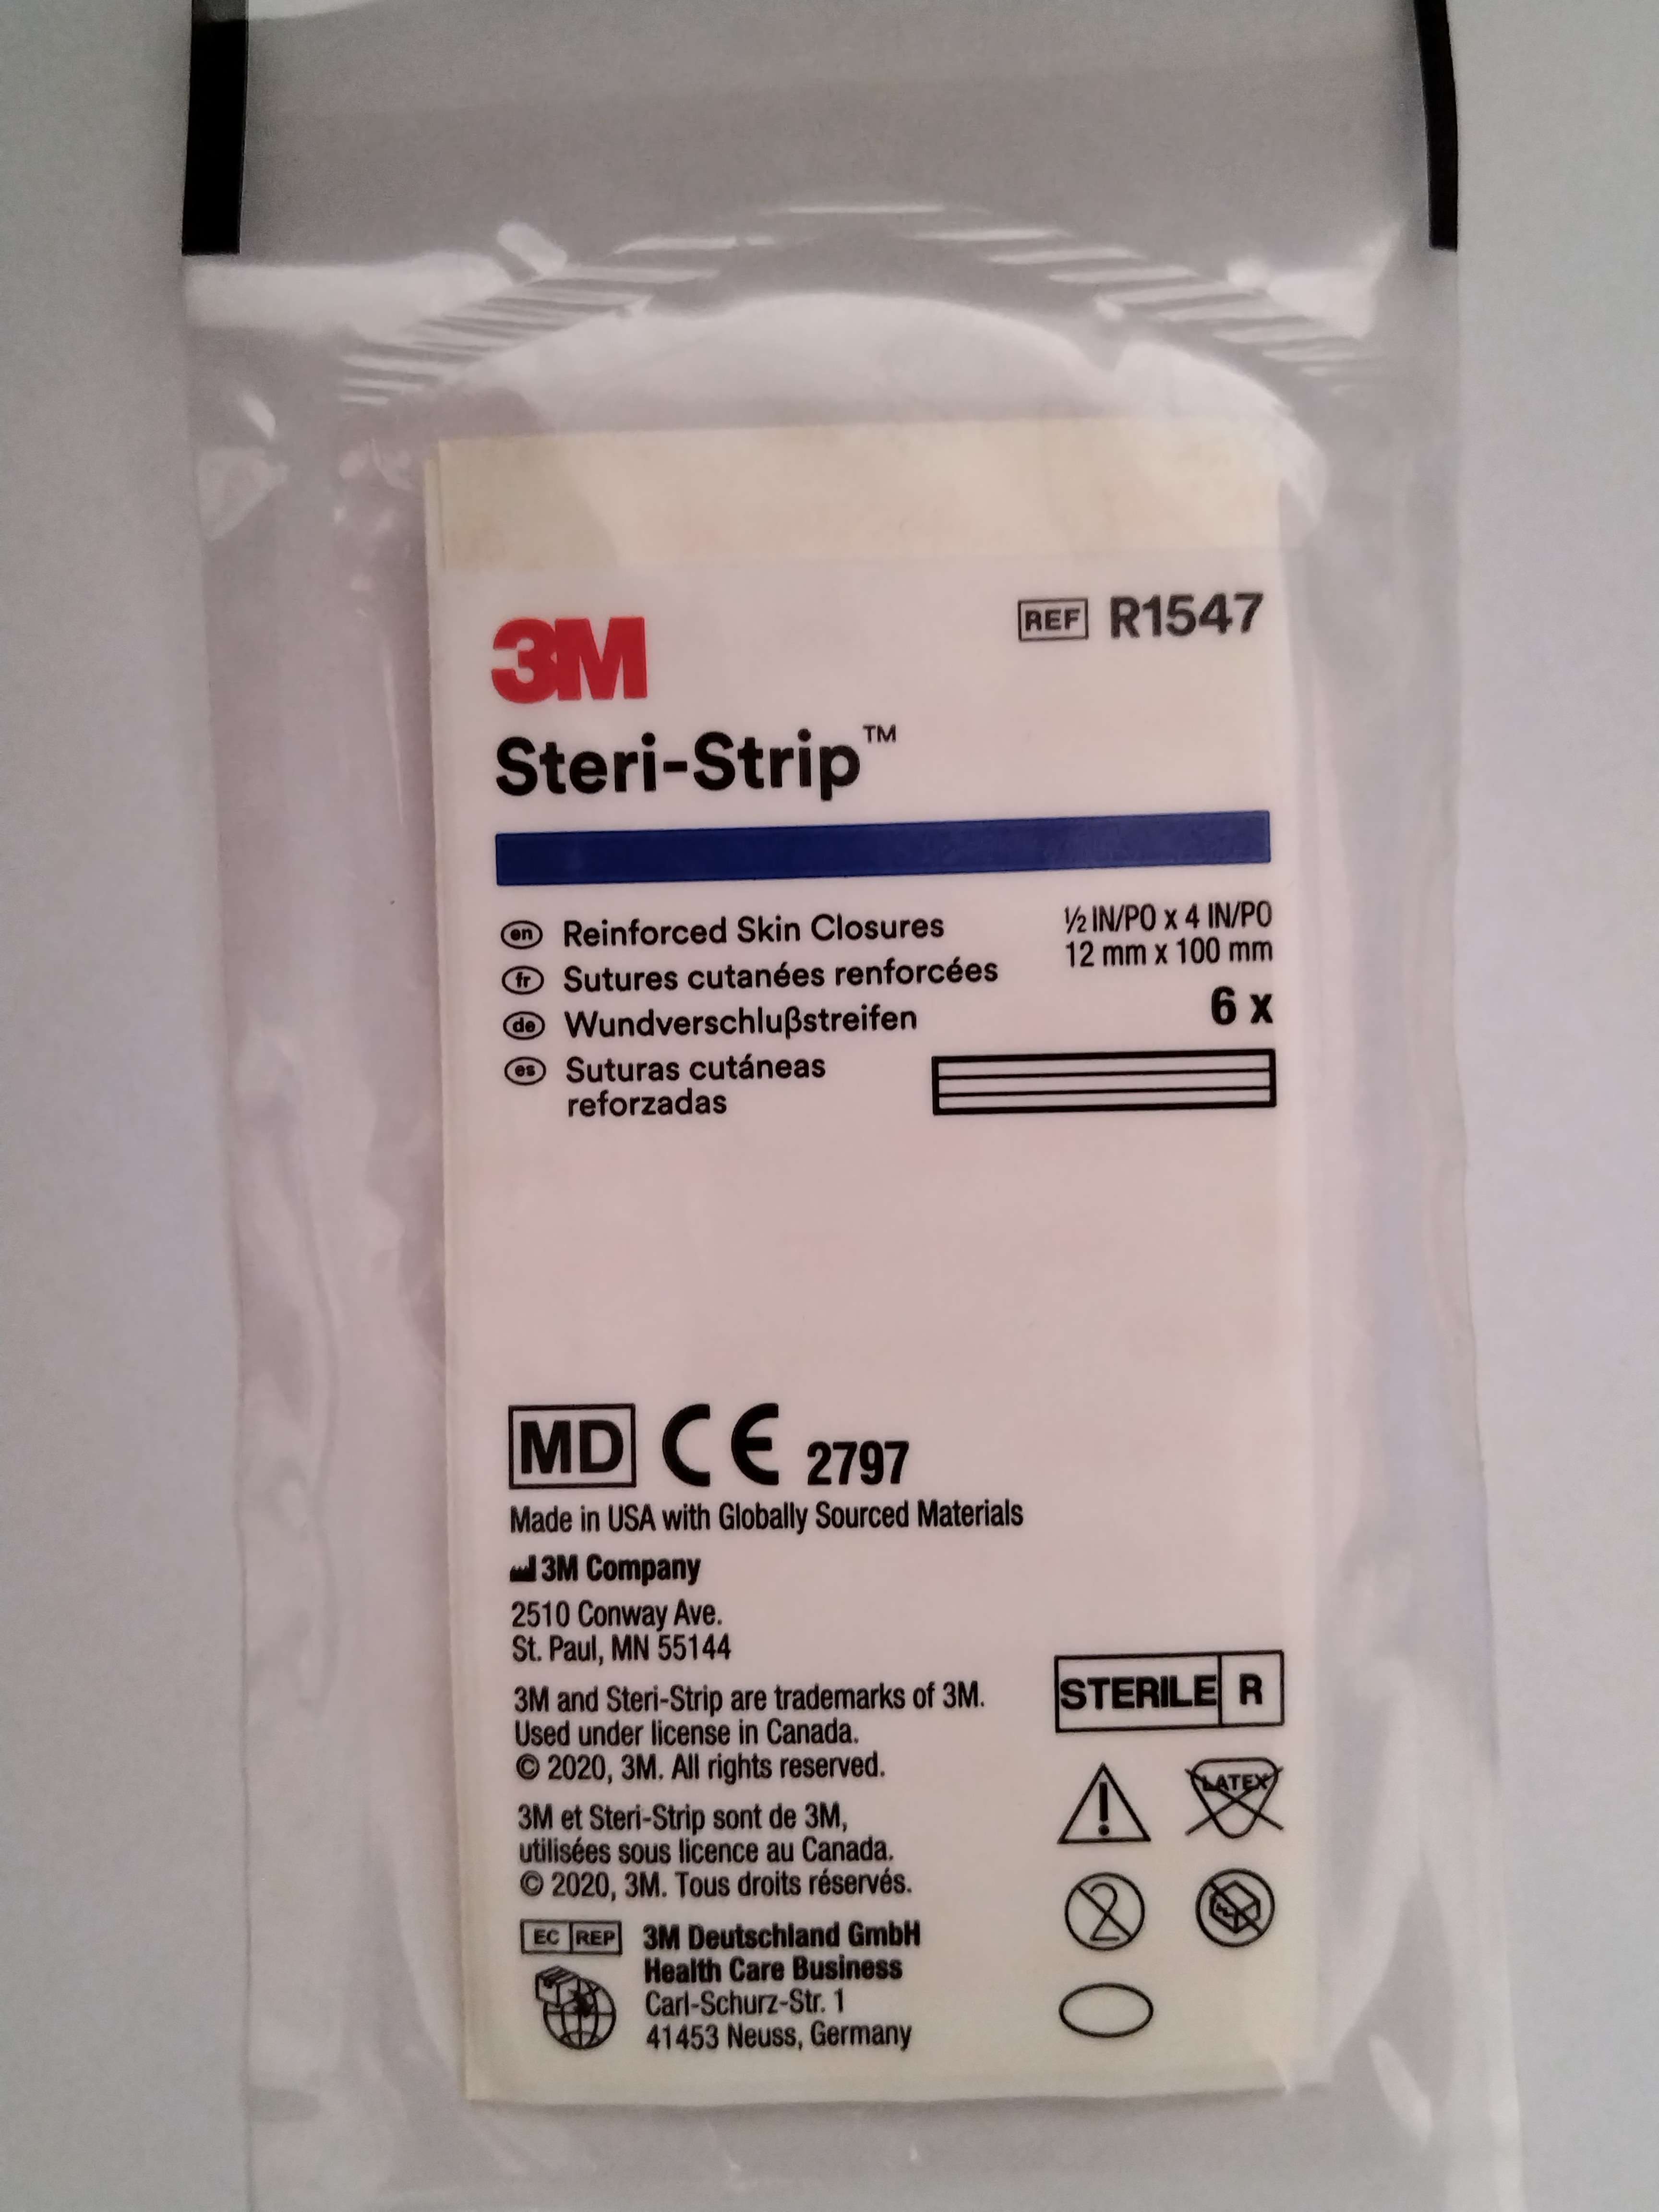 3M
REF R1547
Steri-Strip™
en Reinforced Skin Closures
fr Sutures cutanées renforcées
de Wundverschlußstreifen
es Suturas cutáneas
reforzadas
½ IN/PO x 4 IN/PO
12 mm x 100 mm
6 x
MD CE 2797
Made in USA with Globally Sourced Materials
3M Company
2510 Conway Ave.
St. Paul, MN 55144
3M and Steri-Strip are trademarks of 3M.
Used under license in Canada.
© 2020, 3M. All rights reserved.
3M et Steri-Strip sont de 3M,
utilisées sous licence au Canada.
© 2020, 3M. Tous droits réservés.
EC REP 3M Deutschland GmbH
Health Care Business
Carl-Schurz-Str. 1
41453 Neuss, Germany
STERILE R
LATEX
2